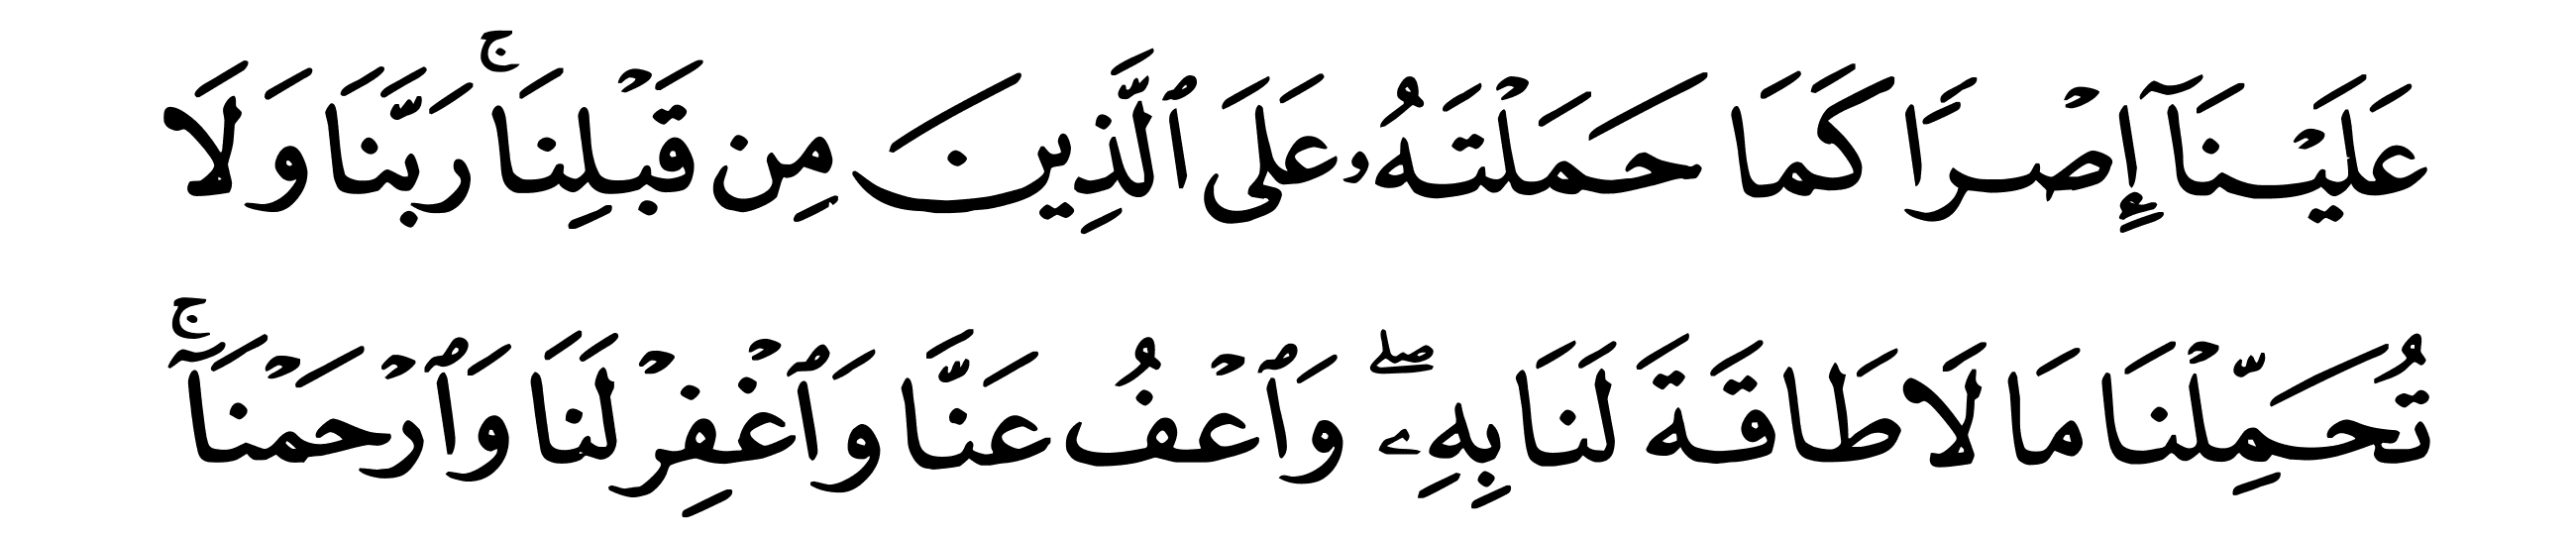 عَلَيْنَآ إِصْرًا كَمَا حَمَلْتَهُۥ عَلَى ٱلَّذِينَ مِن قَبْلِنَا ۚ رَبَّنَا وَلَا
تُحَمِّلْنَا مَا لَا طَاقَةَ لَنَا بِهِۦ ۖ وَٱعْفُ عَنَّا وَٱغْفِرْ لَنَا وَٱرْحَمْنَآ ۚ